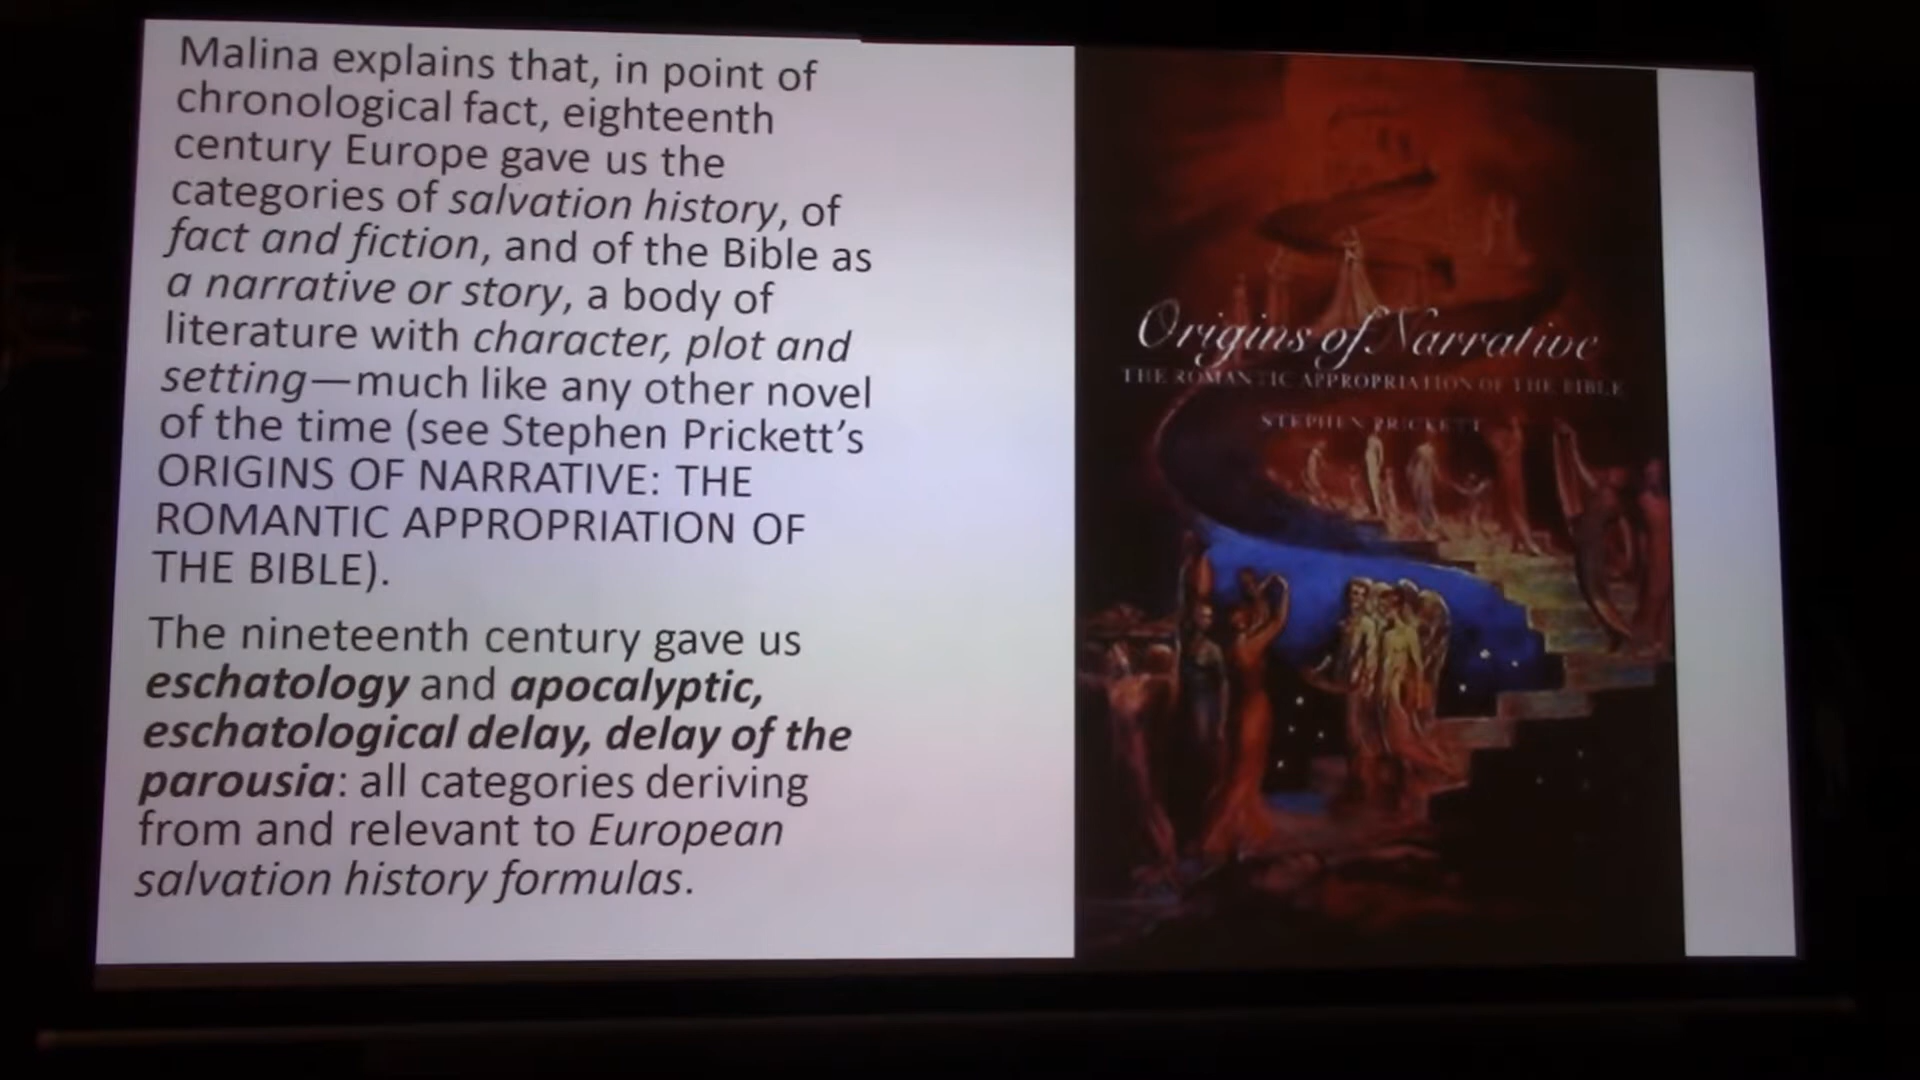 Malina explains that, in point of
chronological fact, eighteenth
century Europe gave us the
categories of salvation history, of
fact and fiction, and of the Bible as
a narrative or story, a body of
literature with character, plot and
setting—much like any other novel
of the time (see Stephen Prickett’s
ORIGINS OF NARRATIVE: THE
ROMANTIC APPROPRIATION OF
THE BIBLE).
The nineteenth century gave us
eschatology and apocalyptic,
eschatological delay, delay of the
parousia: all categories deriving
from and relevant to European
salvation history formulas.
Origins of Narrative
THE ROMANTIC APPROPRIATION OF THE BIBLE
STEPHEN PRICKETT